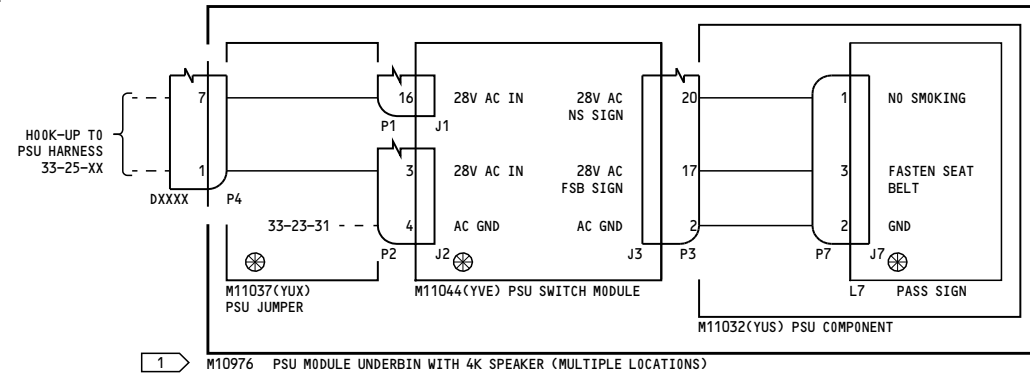 7 16 28V AC IN 28V AC 20 1 NO SMOKING
NS SIGN
P1 J1
HOOK-UP TO
PSU HARNESS
33-25-XX
1 3 28V AC IN 28V AC 17 3 FASTEN SEAT
FSB SIGN BELT
DXXXX P4
33-23-31 4 AC GND AC GND 2 2 GND
P2 J2 J3 P3 P7 J7
M11037(YUX) M11044(YVE) PSU SWITCH MODULE L7 PASS SIGN
PSU JUMPER
M11032(YUS) PSU COMPONENT
1 M10976 PSU MODULE UNDERBIN WITH 4K SPEAKER (MULTIPLE LOCATIONS)